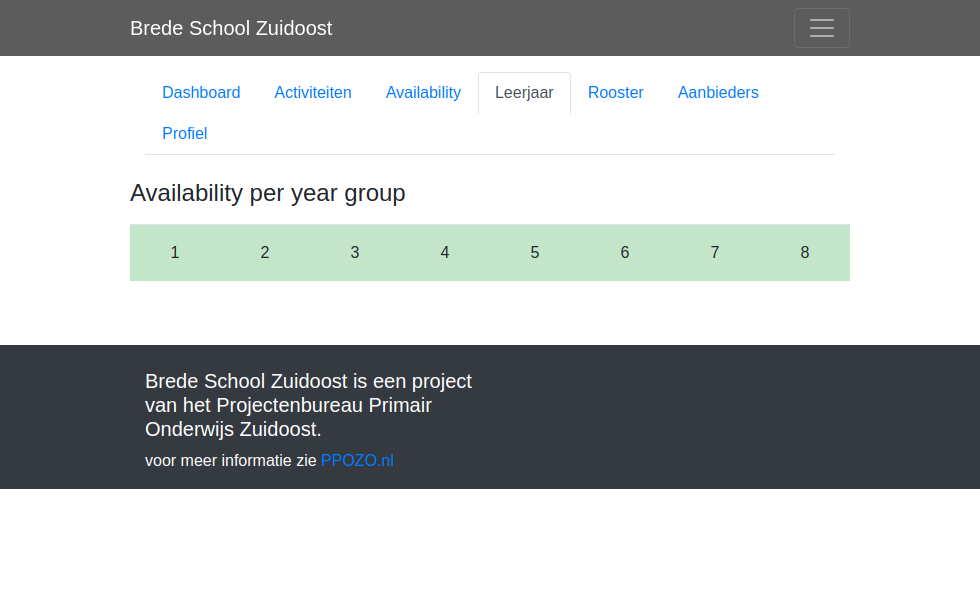 Brede School Zuidoost
Dashboard Activiteiten Availability Leerjaar Rooster Aanbieders
Profiel
Availability per year group
1 2 3 4 5 6 7 8
Brede School Zuidoost is een project
van het Projectenbureau Primair
Onderwijs Zuidoost.
voor meer informatie zie PPOZO.nl